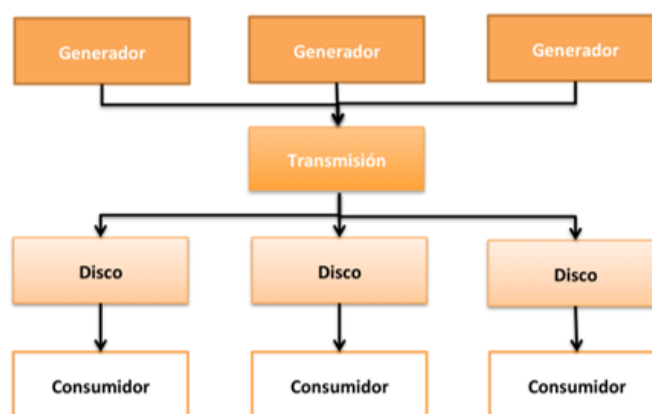 Generador
Generador
Generador
Transmisión
Disco
Disco
Disco
Consumidor
Consumidor
Consumidor